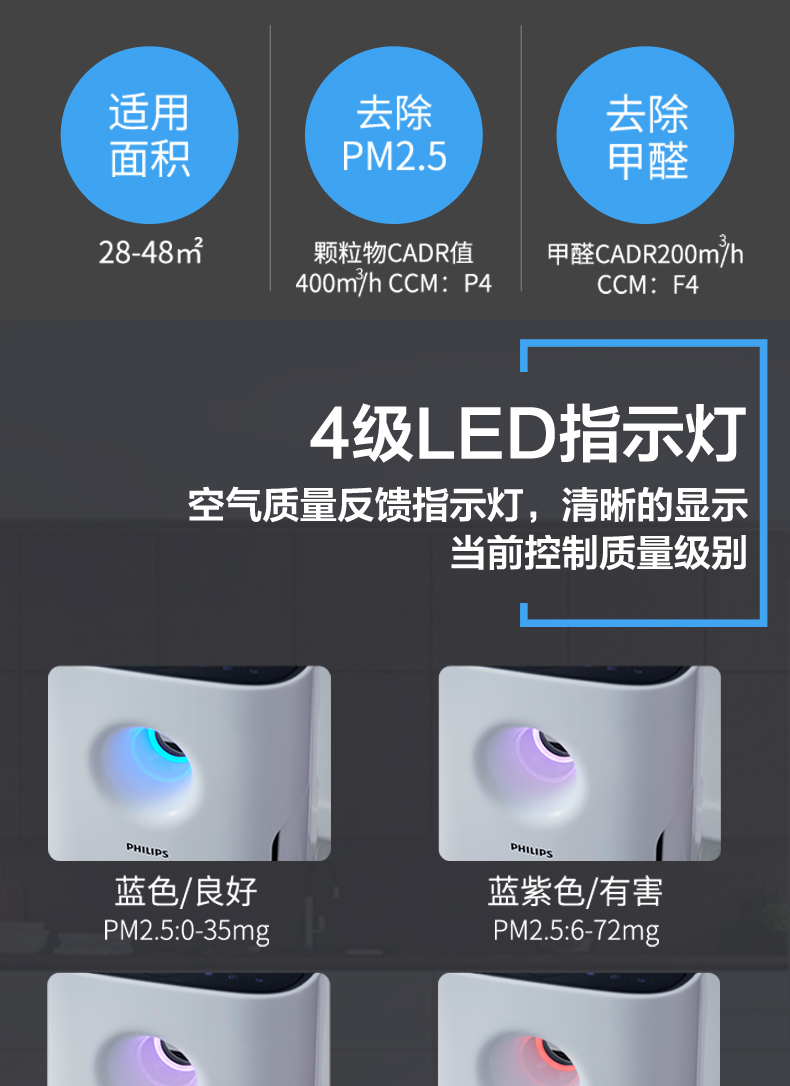 适用
面积
28-48㎡
去除
PM2.5
颗粒物CADR值
400m³/h CCM：P4
去除
甲醛
甲醛CADR200m³/h
CCM：F4
4级LED指示灯
空气质量反馈指示灯，清晰的显示
当前控制质量级别
PHILIPS
蓝色/良好
PM2.5:0-35mg
PHILIPS
蓝紫色/有害
PM2.5:6-72mg